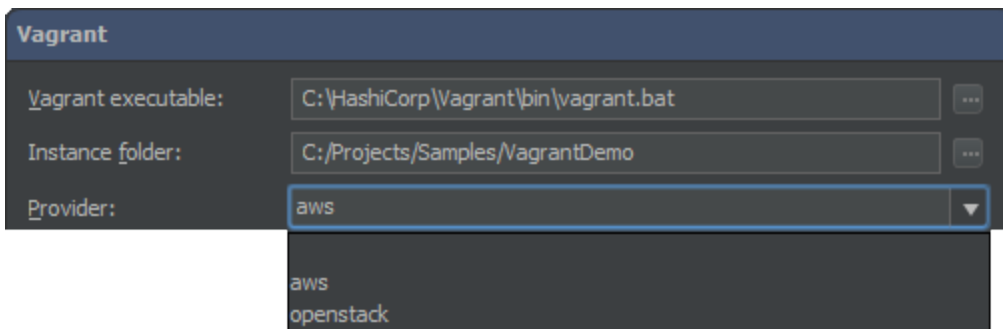 Vagrant
Vagrant executable: C:\HashiCorp\Vagrant\bin\vagrant.bat ...
Instance folder: C:/Projects/Samples/VagrantDemo ...
Provider: aws
aws
openstack